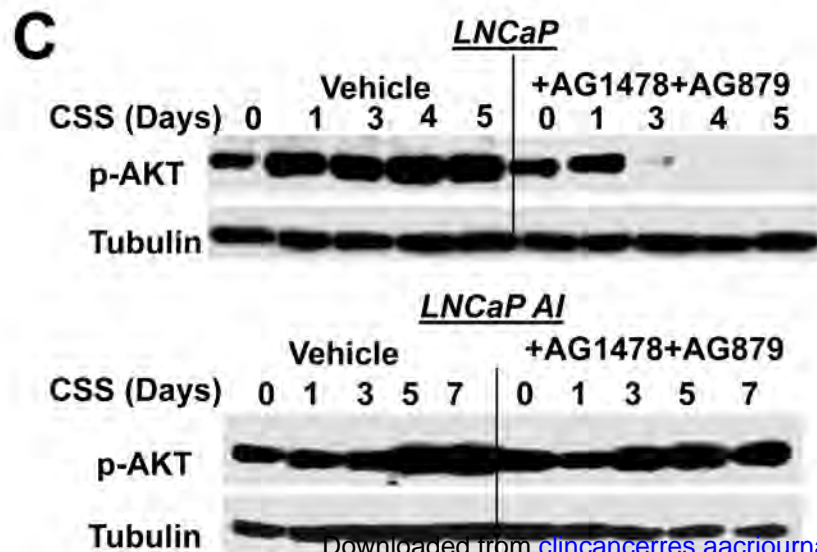 C
LNCaP
Vehicle +AG1478+AG879
CSS (Days) 0 1 3 4 5 0 1 3 4 5
p-AKT
Tubulin
LNCaP AI
Vehicle +AG1478+AG879
CSS (Days) 0 1 3 5 7 0 1 3 5 7
p-AKT
Tubulin
Downloaded from clincancerres.aacrjourna